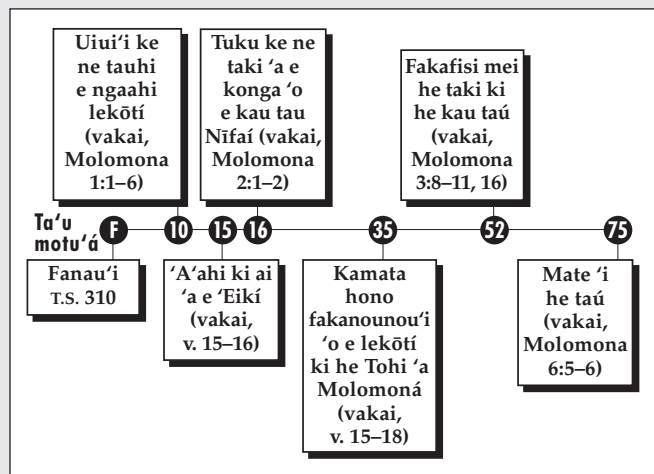 Uiui‘i ke
ne tauhi
e ngaahi
lekōtí
(vakai,
Molomona
1:1–6)
Tuku ke ne
taki ‘a e
konga ‘o
e kau tau
Nīfaí (vakai,
Molomona
2:1–2)
Fakafisi mei
he taki ki
he kau taú
(vakai,
Molomona
3:8–11, 16)
Ta‘u
motu‘á
F 10 15 16 35 52 75
Fanau‘i
T.S. 310
‘A‘ahi ki ai
‘a e ‘Eikí
(vakai,
v. 15–16)
Kamata
hono
fakanounou‘i
‘o e lekōtí
ki he Tohi ‘a
Molomoná
(vakai,
v. 15–18)
Mate ‘i
he taú
(vakai,
Molomona
6:5–6)